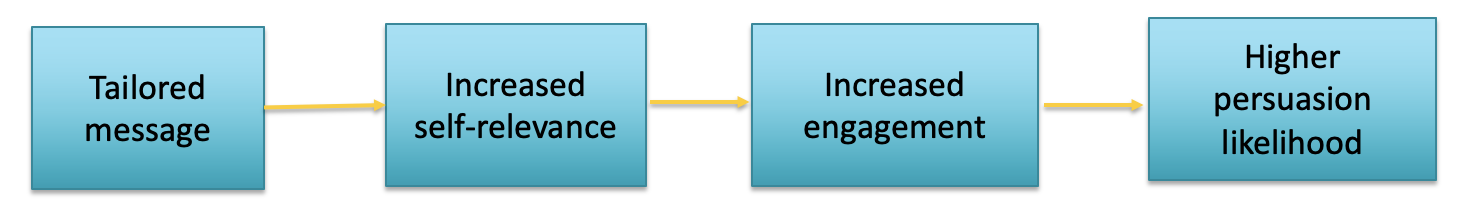 Tailored
message
Increased
self-relevance
Increased
engagement
Higher
persuasion
likelihood